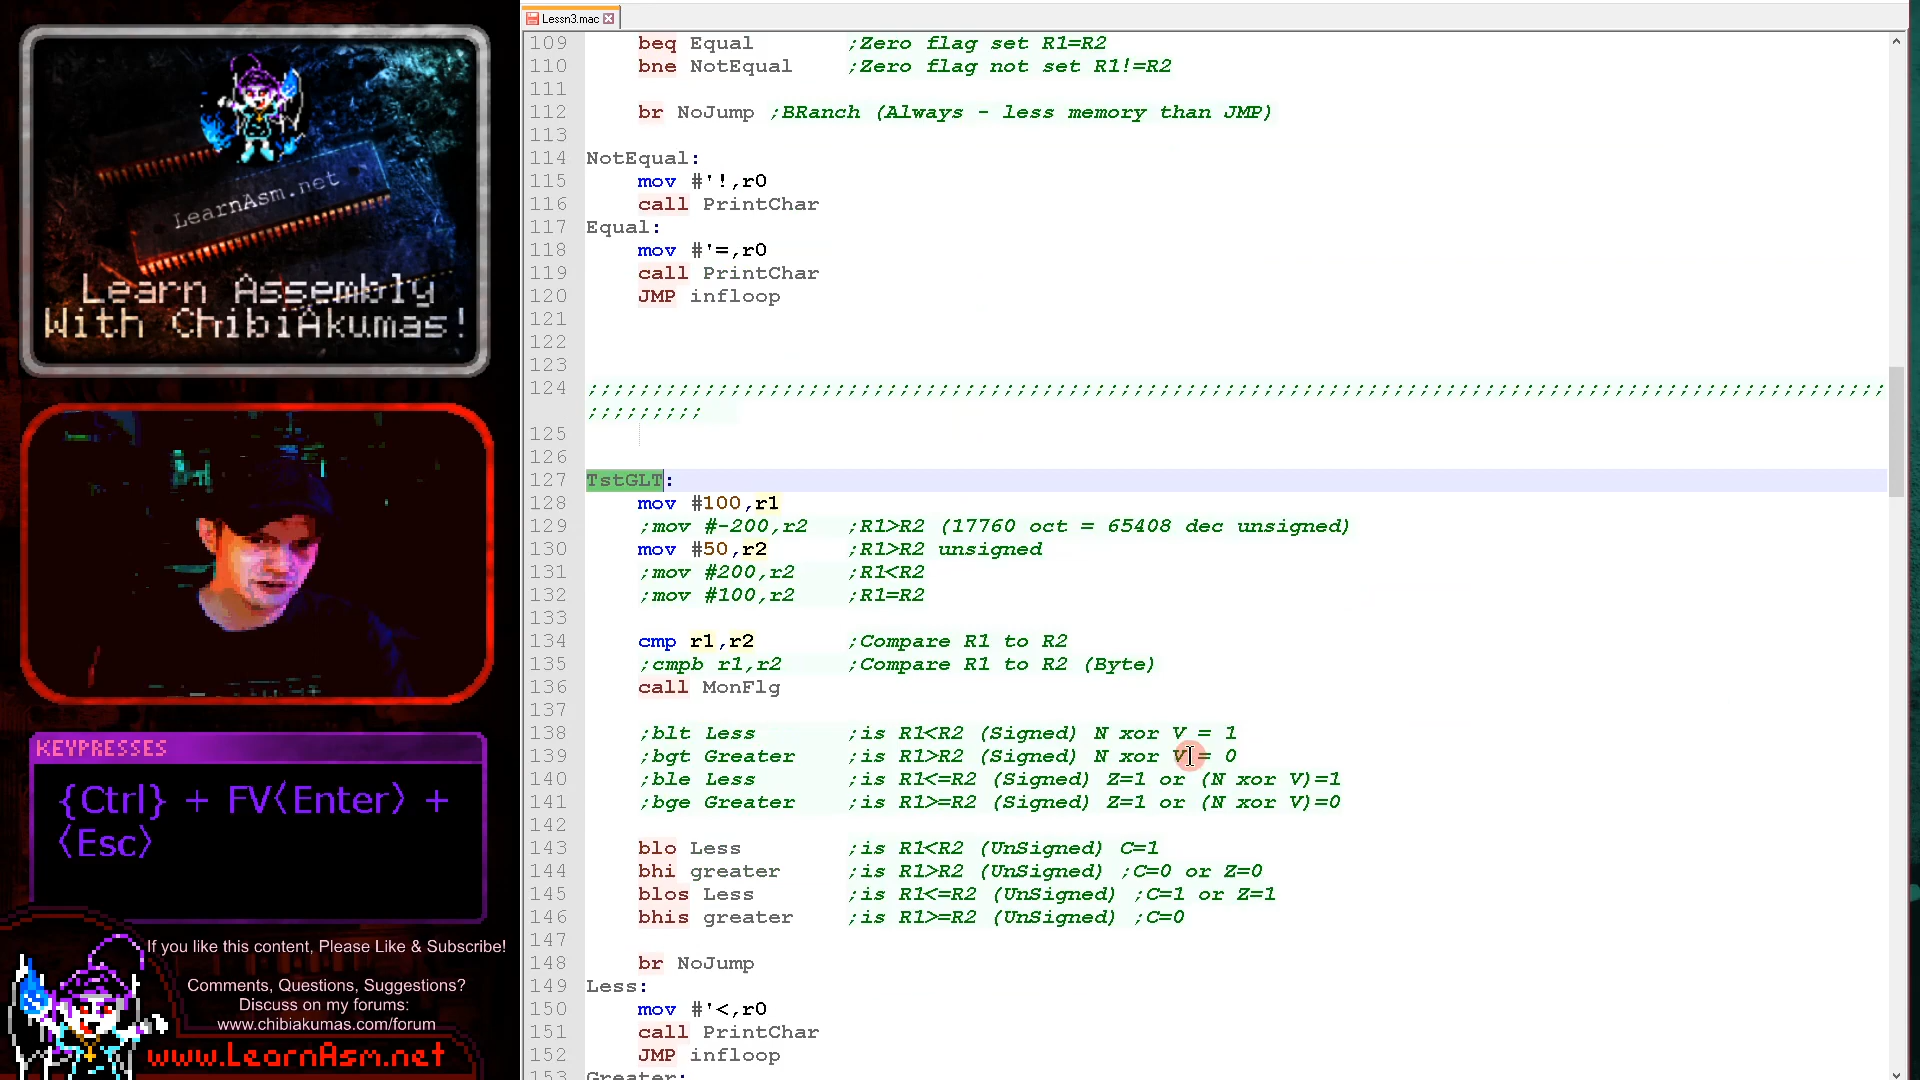 LearnAsm.net
Learn Assembly
With ChibiAkumas!
KEYPRESSES
{Ctrl} + FV⟨Enter⟩ +
⟨Esc⟩
If you like this content, Please Like & Subscribe!
Comments, Questions, Suggestions?
Discuss on my forums:
www.chibiakumas.com/forum
www.LearnAsm.net
Lessn3.mac
109 beq Equal ;Zero flag set R1=R2
110 bne NotEqual ;Zero flag not set R1!=R2
111
112 br NoJump ;BRanch (Always - less memory than JMP)
113
114 NotEqual:
115 mov #'!,r0
116 call PrintChar
117 Equal:
118 mov #'=,r0
119 call PrintChar
120 JMP infloop
121
122
123
124 ;;;;;;;;;;;;;;;;;;;;;;;;;;;;;;;;;;;;;;;;;;;;;;;;;;;;;;;;;;;;;;;;;;;;;;;;;;;;;;;;;;;;;;;;;;;;;;;;;;;;
;;;;;;;;;
125
126
127 TstGLT:
128 mov #100,r1
129 ;mov #-200,r2 ;R1>R2 (17760 oct = 65408 dec unsigned)
130 mov #50,r2 ;R1>R2 unsigned
131 ;mov #200,r2 ;R1<R2
132 ;mov #100,r2 ;R1=R2
133
134 cmp r1,r2 ;Compare R1 to R2
135 ;cmpb r1,r2 ;Compare R1 to R2 (Byte)
136 call MonFlg
137
138 ;blt Less ;is R1<R2 (Signed) N xor V = 1
139 ;bgt Greater ;is R1>R2 (Signed) N xor V = 0
140 ;ble Less ;is R1<=R2 (Signed) Z=1 or (N xor V)=1
141 ;bge Greater ;is R1>=R2 (Signed) Z=1 or (N xor V)=0
142
143 blo Less ;is R1<R2 (UnSigned) C=1
144 bhi greater ;is R1>R2 (UnSigned) ;C=0 or Z=0
145 blos Less ;is R1<=R2 (UnSigned) ;C=1 or Z=1
146 bhis greater ;is R1>=R2 (UnSigned) ;C=0
147
148 br NoJump
149 Less:
150 mov #'<,r0
151 call PrintChar
152 JMP infloop
153 Greater: